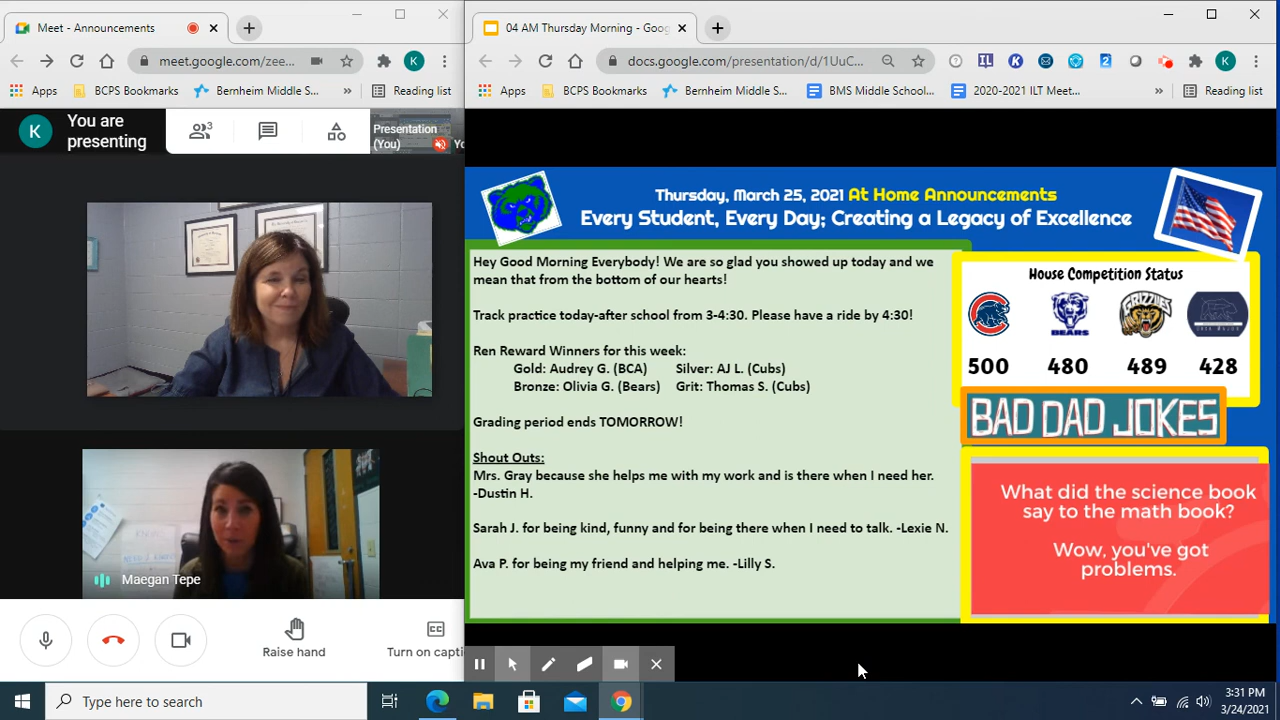 Meet - Announcements
04 AM Thursday Morning - Goog
meet.google.com/zee...
docs.google.com/presentation/d/1UuC...
Apps
BCPS Bookmarks
Bernheim Middle S...
»
Reading list
Apps
BCPS Bookmarks
Bernheim Middle S...
BMS Middle School...
2020-2021 ILT Meet...
»
Reading list
K
You are presenting
3
Presentation (You)
Thursday, March 25, 2021 At Home Announcements
Every Student, Every Day; Creating a Legacy of Excellence
Hey Good Morning Everybody! We are so glad you showed up today and we
mean that from the bottom of our hearts!
Track practice today-after school from 3-4:30. Please have a ride by 4:30!
Ren Reward Winners for this week:
Gold: Audrey G. (BCA) Silver: AJ L. (Cubs)
Bronze: Olivia G. (Bears) Grit: Thomas S. (Cubs)
Grading period ends TOMORROW!
Shout Outs:
Mrs. Gray because she helps me with my work and is there when I need her.
-Dustin H.
Sarah J. for being kind, funny and for being there when I need to talk. -Lexie N.
Ava P. for being my friend and helping me. -Lilly S.
House Competition Status
BEARS
GRIZZLIES
500 480 489 428
BAD DAD JOKES
What did the science book
say to the math book?
Wow, you've got
problems.
Maegan Tepe
Raise hand
Turn on capti
Type here to search
3:31 PM
3/24/2021